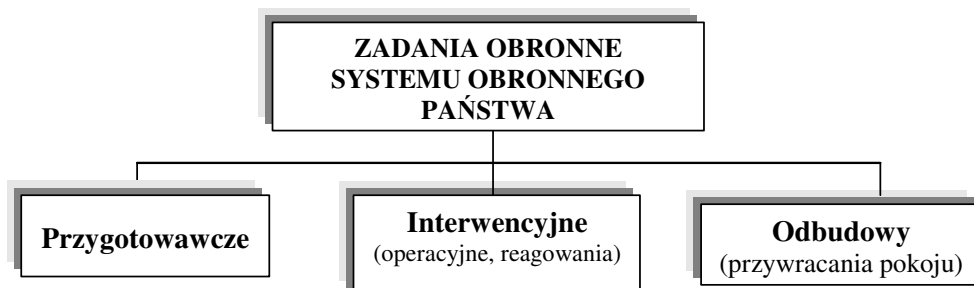 ZADANIA OBRONNE
SYSTEMU OBRONNEGO
PAŃSTWA
Przygotowawcze
Interwencyjne
(operacyjne, reagowania)
Odbudowy
(przywracania pokoju)